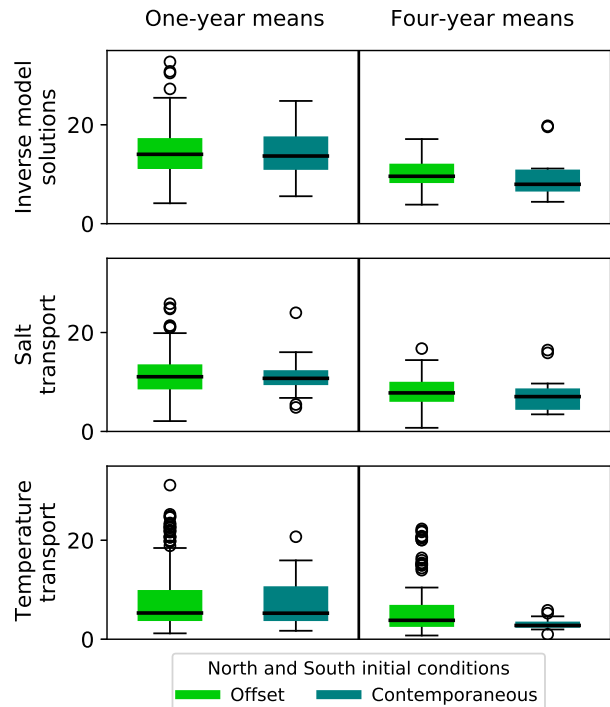 One-year means
Four-year means
Inverse model
solutions
20
0
Salt
transport
20
0
Temperature
transport
20
0
North and South initial conditions
Offset
Contemporaneous